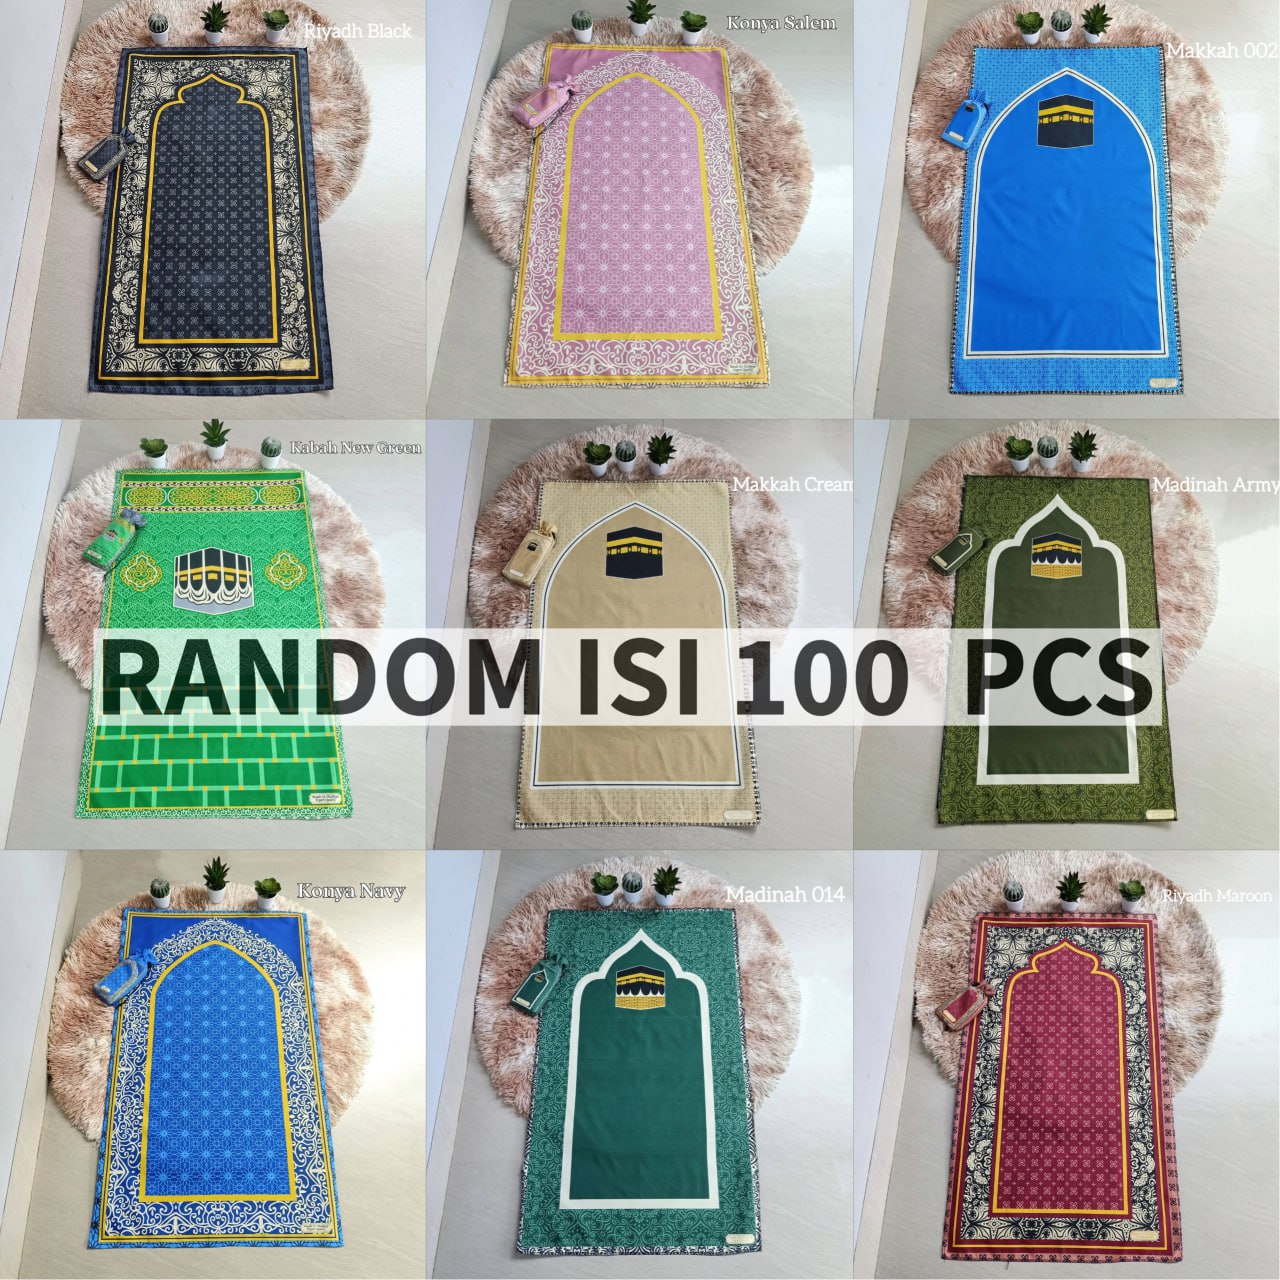 Riyadh Black
Konya Salem
Makkah 002
Kabah New Green
Makkah Cream
Madinah Army
RANDOM ISI 100 PCS
Konya Navy
Madinah 014
Riyadh Maroon